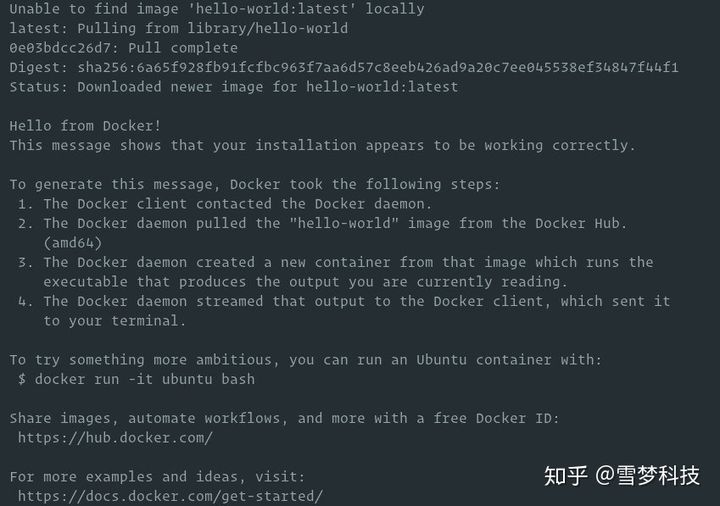 Unable to find image 'hello-world:latest' locally
latest: Pulling from library/hello-world
0e03bdcc26d7: Pull complete
Digest: sha256:6a65f928fb91fcfbc963f7aa6d57c8eeb426ad9a20c7ee045538ef34847f44f1
Status: Downloaded newer image for hello-world:latest

Hello from Docker!
This message shows that your installation appears to be working correctly.

To generate this message, Docker took the following steps:
 1. The Docker client contacted the Docker daemon.
 2. The Docker daemon pulled the "hello-world" image from the Docker Hub.
    (amd64)
 3. The Docker daemon created a new container from that image which runs the
    executable that produces the output you are currently reading.
 4. The Docker daemon streamed that output to the Docker client, which sent it
    to your terminal.

To try something more ambitious, you can run an Ubuntu container with:
 $ docker run -it ubuntu bash

Share images, automate workflows, and more with a free Docker ID:
 https://hub.docker.com/

For more examples and ideas, visit:
 https://docs.docker.com/get-started/
知乎 @雪梦科技